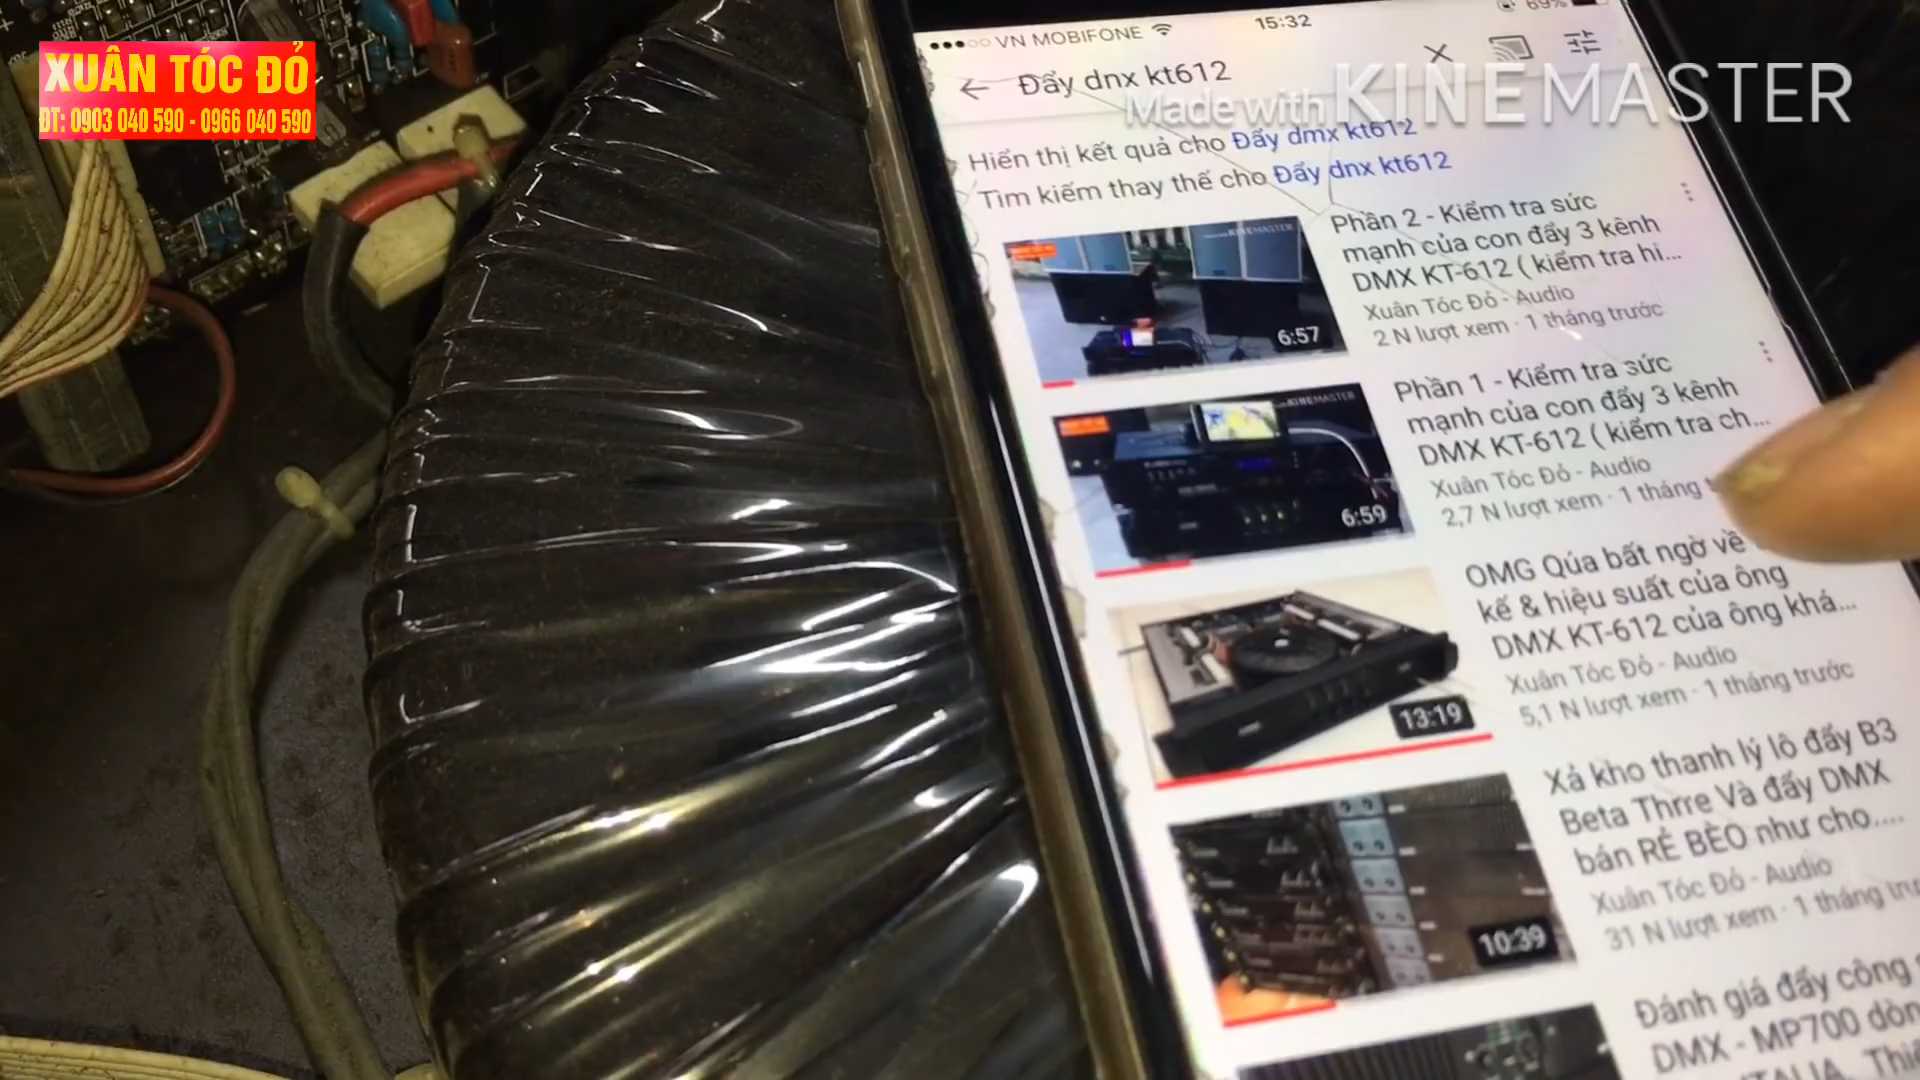 XUÂN TÓC ĐỎ
ĐT: 0903 040 590 - 0966 040 590
VN MOBIFONE
15:32
69%
Đẩy dnx kt612
Made with KINEMASTER
Hiển thị kết quả cho Đẩy dmx kt612
Tìm kiếm thay thế cho Đẩy dnx kt612
Phần 2 - Kiểm tra sức
mạnh của con đẩy 3 kênh
DMX KT-612 ( kiểm tra hi...
Xuân Tóc Đỏ - Audio
2 N lượt xem · 1 tháng trước
6:57
Phần 1 - Kiểm tra sức
mạnh của con đẩy 3 kênh
DMX KT-612 ( kiểm tra ch...
Xuân Tóc Đỏ - Audio
2,7 N lượt xem · 1 tháng
6:59
OMG Qúa bất ngờ về
kế & hiệu suất của ông
DMX KT-612 của ông khá...
Xuân Tóc Đỏ - Audio
5,1 N lượt xem · 1 tháng trước
13:19
Xả kho thanh lý lô đẩy B3
Beta Thrre Và đẩy DMX
bán RẺ BÈO như cho....
Xuân Tóc Đỏ - Audio
31 N lượt xem · 1 tháng
10:39
Đánh giá đẩy công
DMX - MP700 dòn